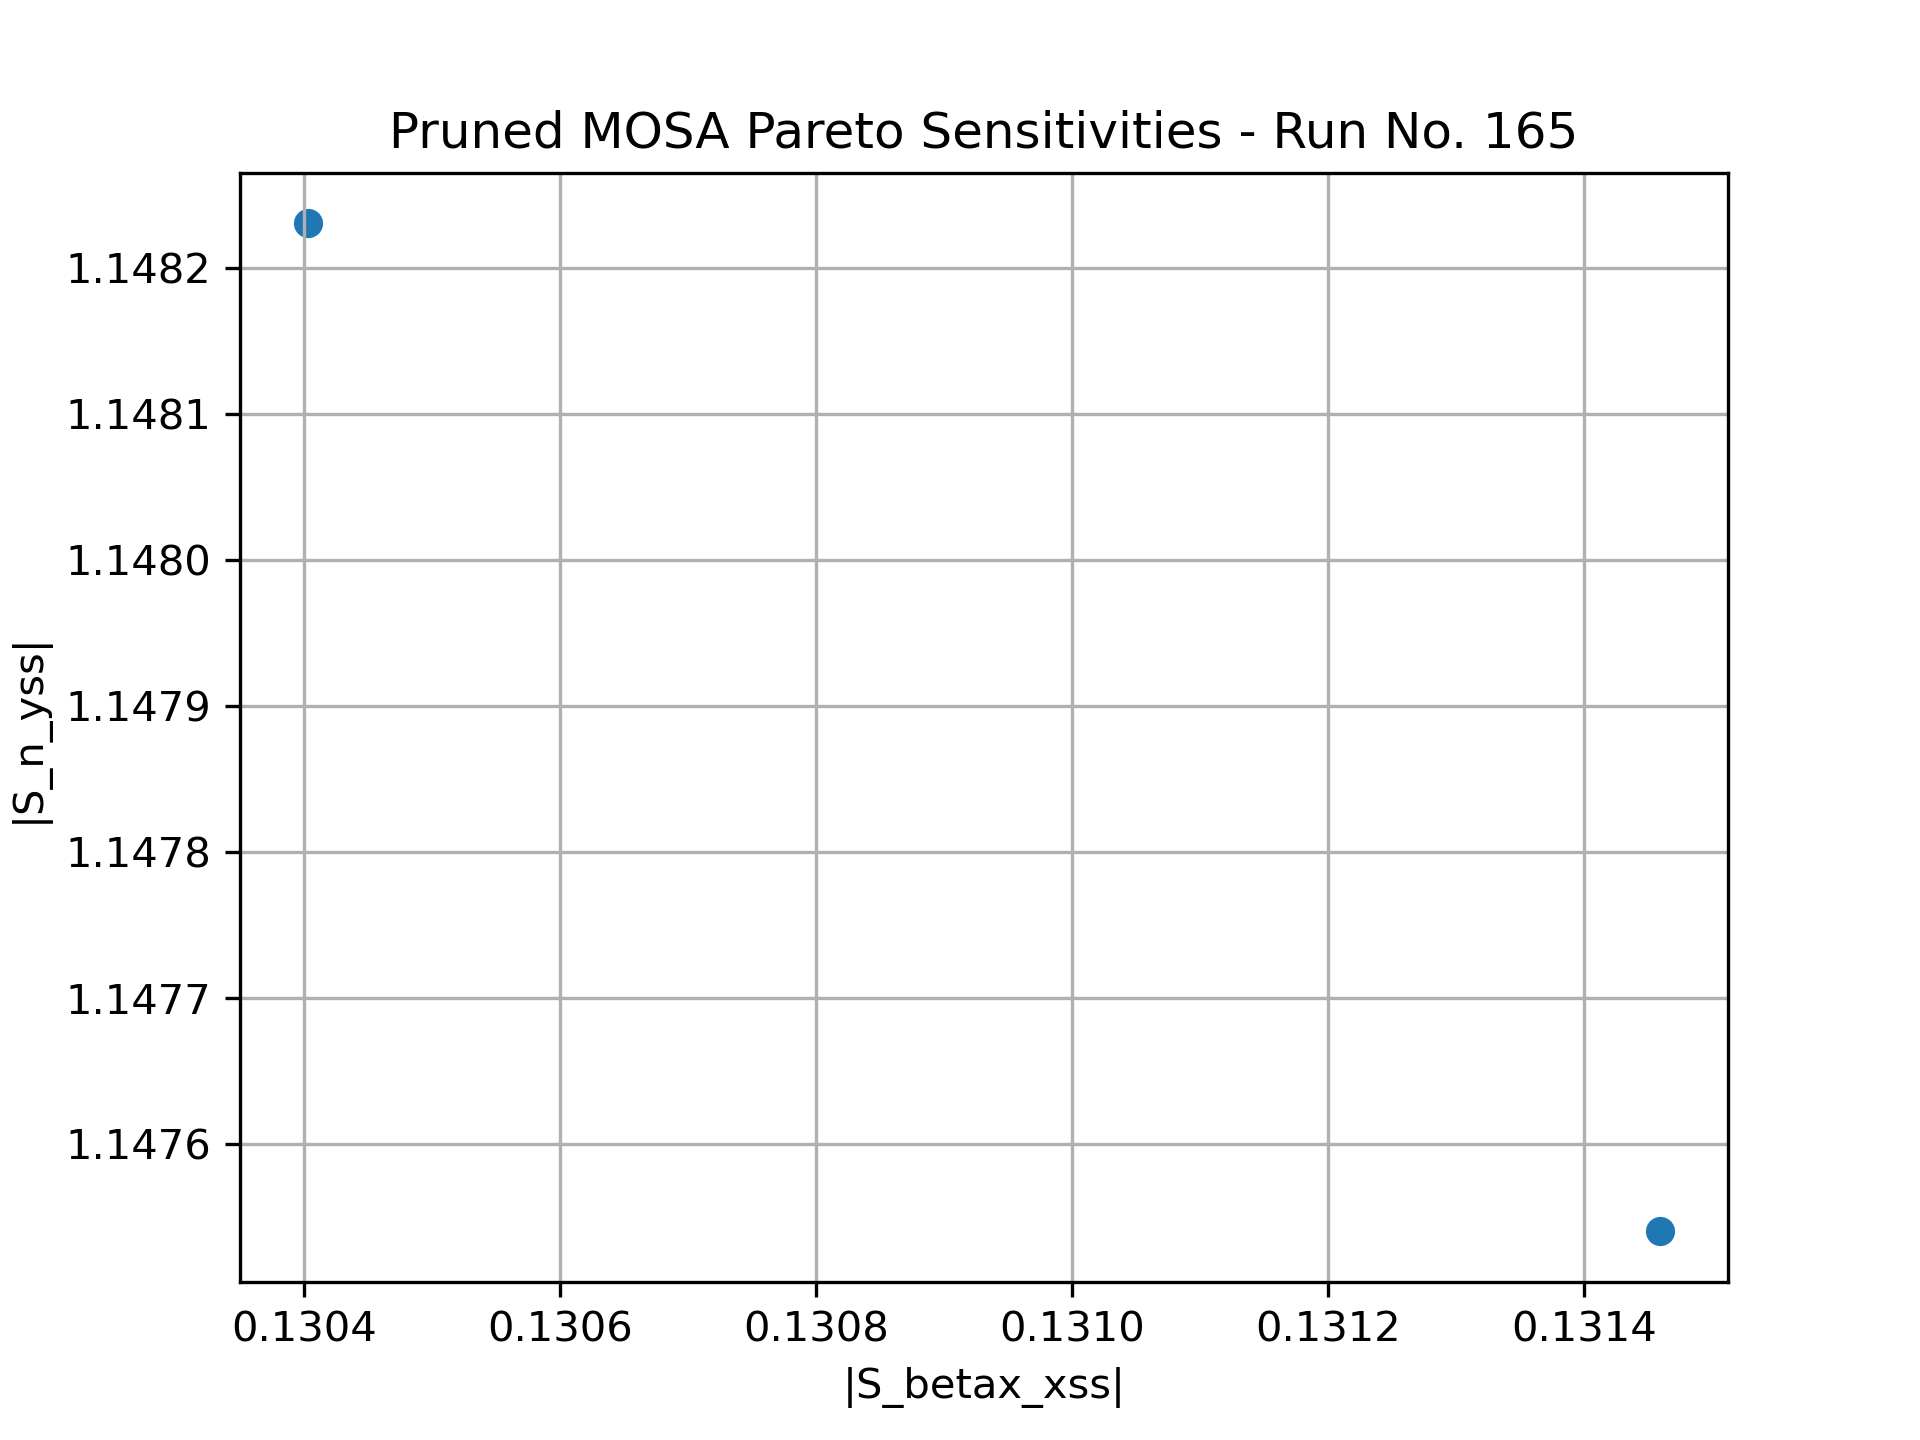 Pruned MOSA Pareto Sensitivities - Run No. 165
|S_n_yss|
1.1482
1.1481
1.1480
1.1479
1.1478
1.1477
1.1476
0.1304 0.1306 0.1308 0.1310 0.1312 0.1314
|S_betax_xss|